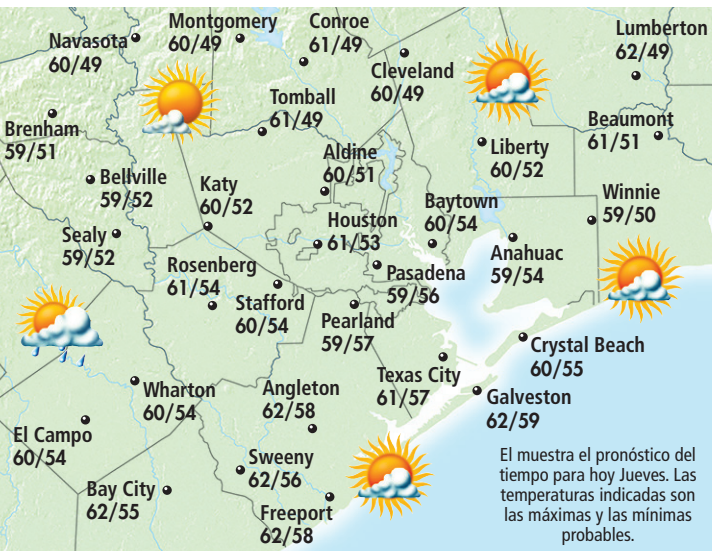 Montgomery
60/49
Conroe
61/49
Lumberton
62/49
Navasota
60/49
Cleveland
60/49
Tomball
61/49
Brenham
59/51
Beaumont
61/51
Liberty
60/52
Aldine
60/51
Bellville
59/52
Katy
60/52
Winnie
59/50
Baytown
60/54
Houston
61/53
Sealy
59/52
Anahuac
59/54
Rosenberg
61/54
Pasadena
59/56
Stafford
60/54
Pearland
59/57
Crystal Beach
60/55
Texas City
61/57
Wharton
60/54
Angleton
62/58
Galveston
62/59
El Campo
60/54
Sweeny
62/56
Bay City
62/55
Freeport
62/58
El muestra el pronóstico del
tiempo para hoy Jueves. Las
temperaturas indicadas son
las máximas y las mínimas
probables.